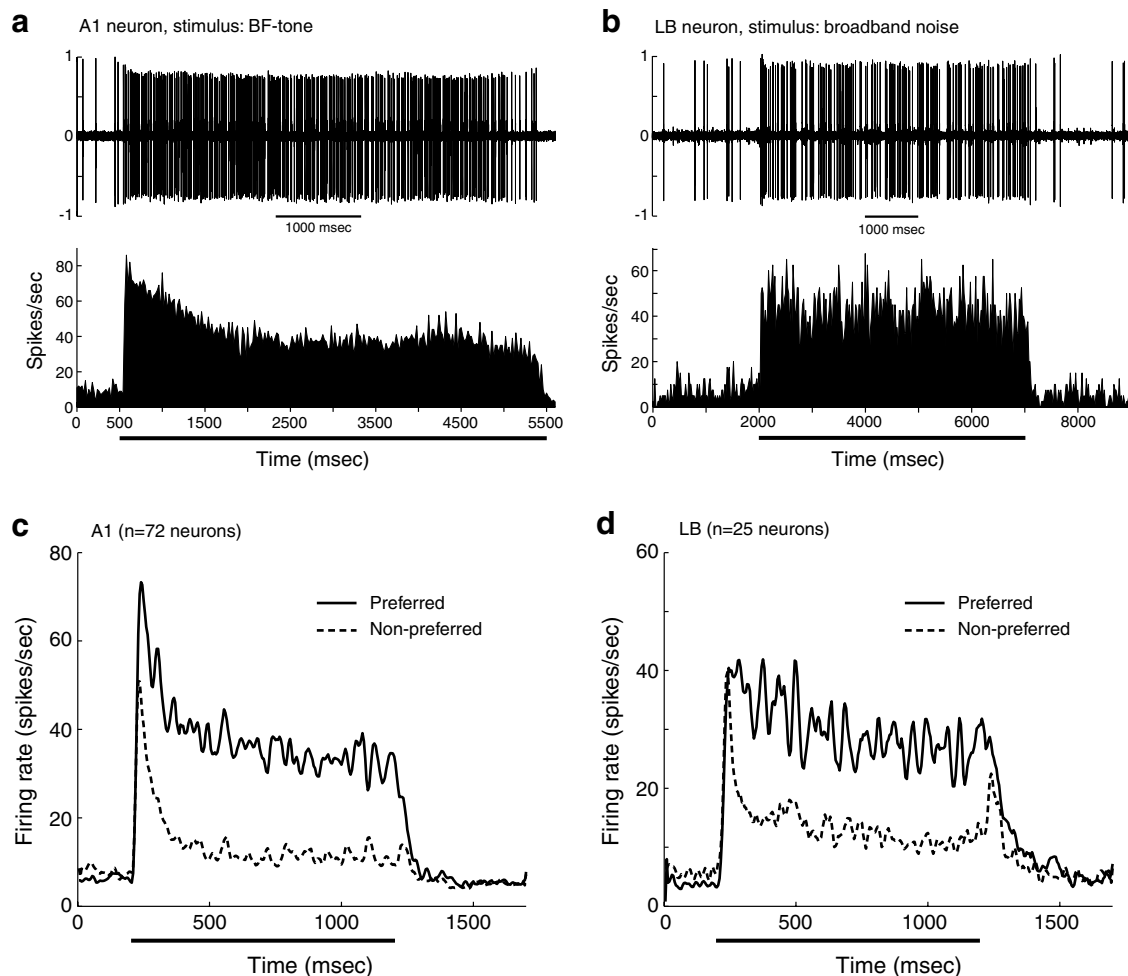 a
A1 neuron, stimulus: BF-tone
1
0
-1
1000 msec
Spikes/sec
80
60
40
20
0
0 500 1500 2500 3500 4500 5500
Time (msec)
b
LB neuron, stimulus: broadband noise
1
0
-1
1000 msec
Spikes/sec
60
40
20
0
0 2000 4000 6000 8000
Time (msec)
c
A1 (n=72 neurons)
Preferred
Non-preferred
Firing rate (spikes/sec)
80
60
40
20
0
0 500 1000 1500
Time (msec)
d
LB (n=25 neurons)
Preferred
Non-preferred
Firing rate (spikes/sec)
60
40
20
0
0 500 1000 1500
Time (msec)